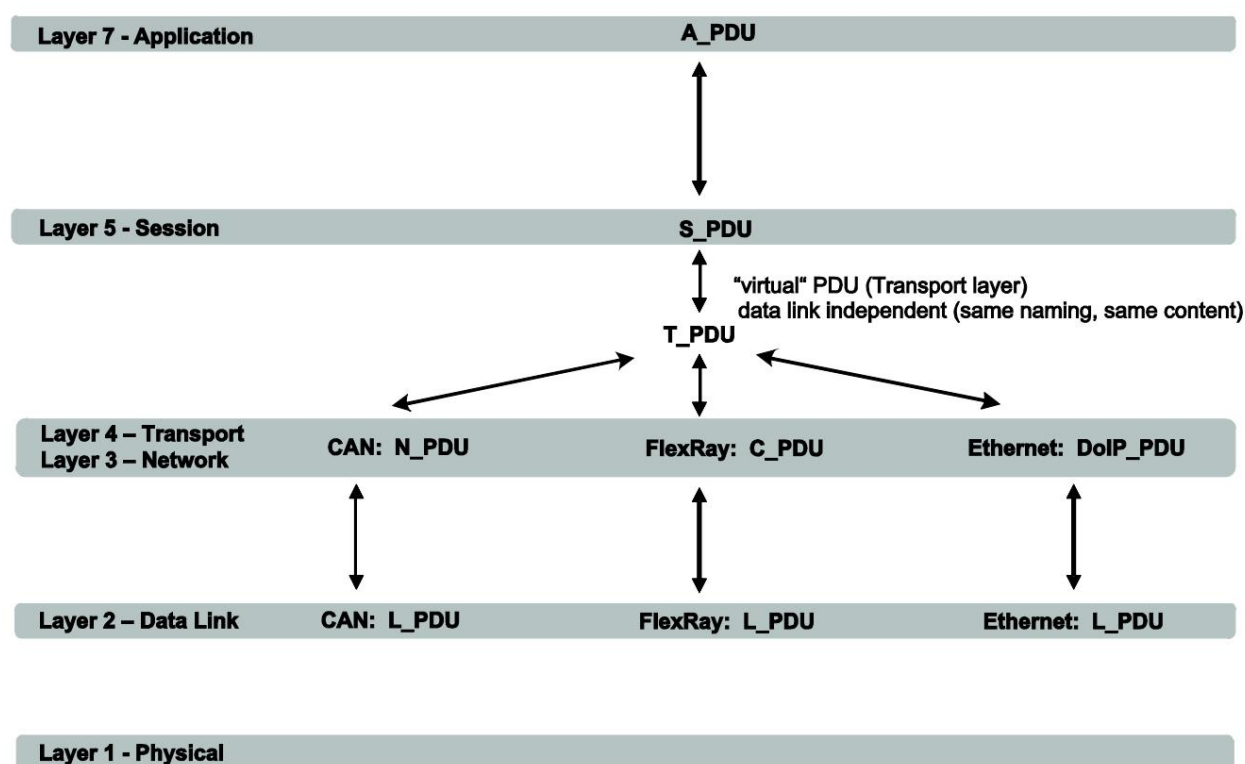 Layer 7 - Application A_PDU
Layer 5 - Session S_PDU
“virtual“ PDU (Transport layer)
data link independent (same naming, same content)
T_PDU
Layer 4 – Transport
Layer 3 – Network
CAN: N_PDU FlexRay: C_PDU Ethernet: DoIP_PDU
Layer 2 – Data Link CAN: L_PDU FlexRay: L_PDU Ethernet: L_PDU
Layer 1 - Physical